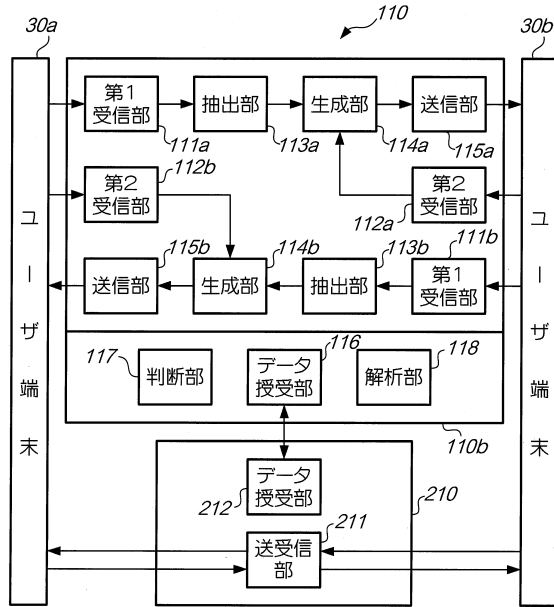 110
30a
30b
第1
受信部
111a
抽出部
113a
生成部
114a
送信部
115a
第2
受信部
112b
第2
受信部
112a
送信部
115b
生成部
114b
抽出部
113b
第1
受信部
111b
ユーザ端末
ユーザ端末
判断部
117
データ
授受部
116
解析部
118
110b
データ
授受部
212
210
送受信
部
211